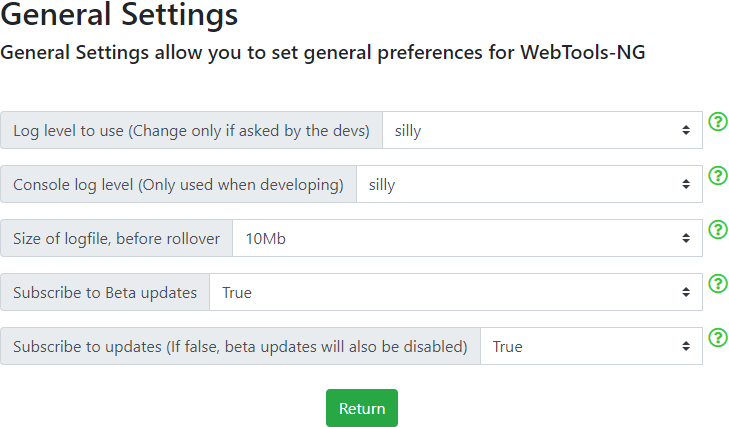 General Settings
General Settings allow you to set general preferences for WebTools-NG
Log level to use (Change only if asked by the devs) silly
Console log level (Only used when developing) silly
Size of logfile, before rollover 10Mb
Subscribe to Beta updates True
Subscribe to updates (If false, beta updates will also be disabled) True
Return